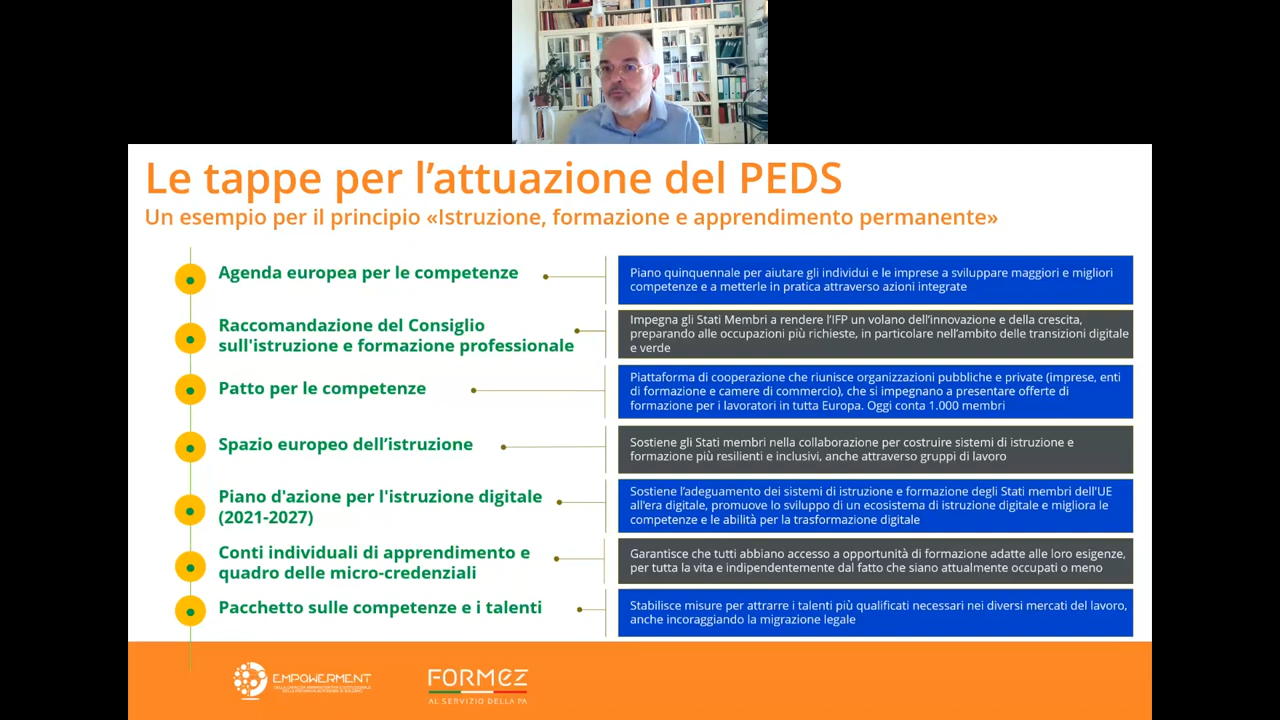 Le tappe per l’attuazione del PEDS
Un esempio per il principio «Istruzione, formazione e apprendimento permanente»
Agenda europea per le competenze
Piano quinquennale per aiutare gli individui e le imprese a sviluppare maggiori e migliori
competenze e a metterle in pratica attraverso azioni integrate
Raccomandazione del Consiglio
sull'istruzione e formazione professionale
Impegna gli Stati Membri a rendere l’IFP un volano dell’innovazione e della crescita,
preparando alle occupazioni più richieste, in particolare nell’ambito delle transizioni digitale
e verde
Patto per le competenze
Piattaforma di cooperazione che riunisce organizzazioni pubbliche e private (imprese, enti
di formazione e camere di commercio), che si impegnano a presentare offerte di
formazione per i lavoratori in tutta Europa. Oggi conta 1.000 membri
Spazio europeo dell’istruzione
Sostiene gli Stati membri nella collaborazione per costruire sistemi di istruzione e
formazione più resilienti e inclusivi, anche attraverso gruppi di lavoro
Piano d'azione per l'istruzione digitale
(2021-2027)
Sostiene l’adeguamento dei sistemi di istruzione e formazione degli Stati membri dell'UE
all'era digitale, promuove lo sviluppo di un ecosistema di istruzione digitale e migliora le
competenze e le abilità per la trasformazione digitale
Conti individuali di apprendimento e
quadro delle micro-credenziali
Garantisce che tutti abbiano accesso a opportunità di formazione adatte alle loro esigenze,
per tutta la vita e indipendentemente dal fatto che siano attualmente occupati o meno
Pacchetto sulle competenze e i talenti
Stabilisce misure per attrarre i talenti più qualificati necessari nei diversi mercati del lavoro,
anche incoraggiando la migrazione legale
EMPOWERMENT
FORMEZ
AL SERVIZIO DELLA PA